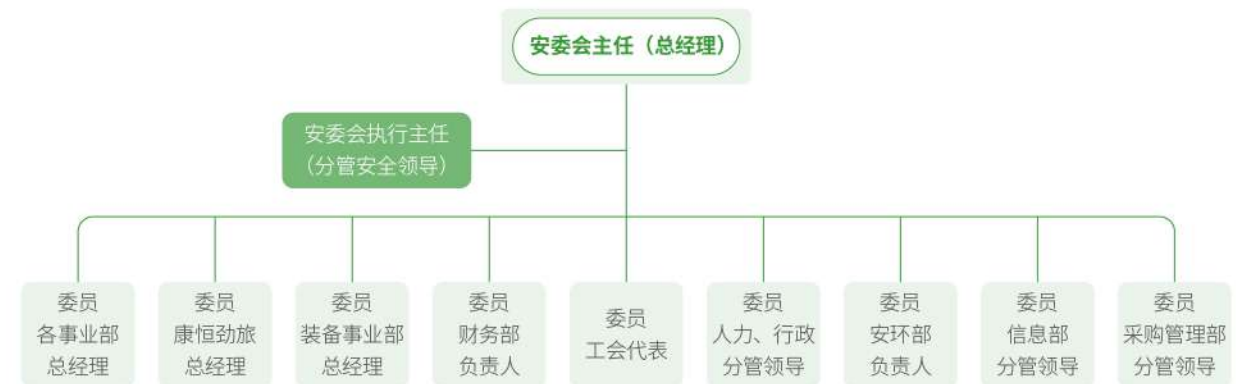 安委会主任（总经理）
安委会执行主任
（分管安全领导）
委员
各事业部
总经理
委员
康恒劲旅
总经理
委员
装备事业部
总经理
委员
财务部
负责人
委员
工会代表
委员
人力、行政
分管领导
委员
安环部
负责人
委员
信息部
分管领导
委员
采购管理部
分管领导